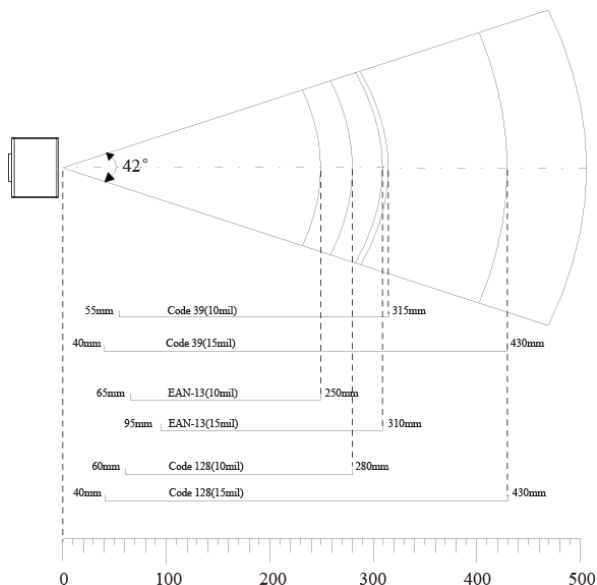 42°
55mm Code 39(10mil) 315mm
40mm Code 39(15mil) 430mm
65mm EAN-13(10mil) 250mm
95mm EAN-13(15mil) 310mm
60mm Code 128(10mil) 280mm
40mm Code 128(15mil) 430mm
0 100 200 300 400 500